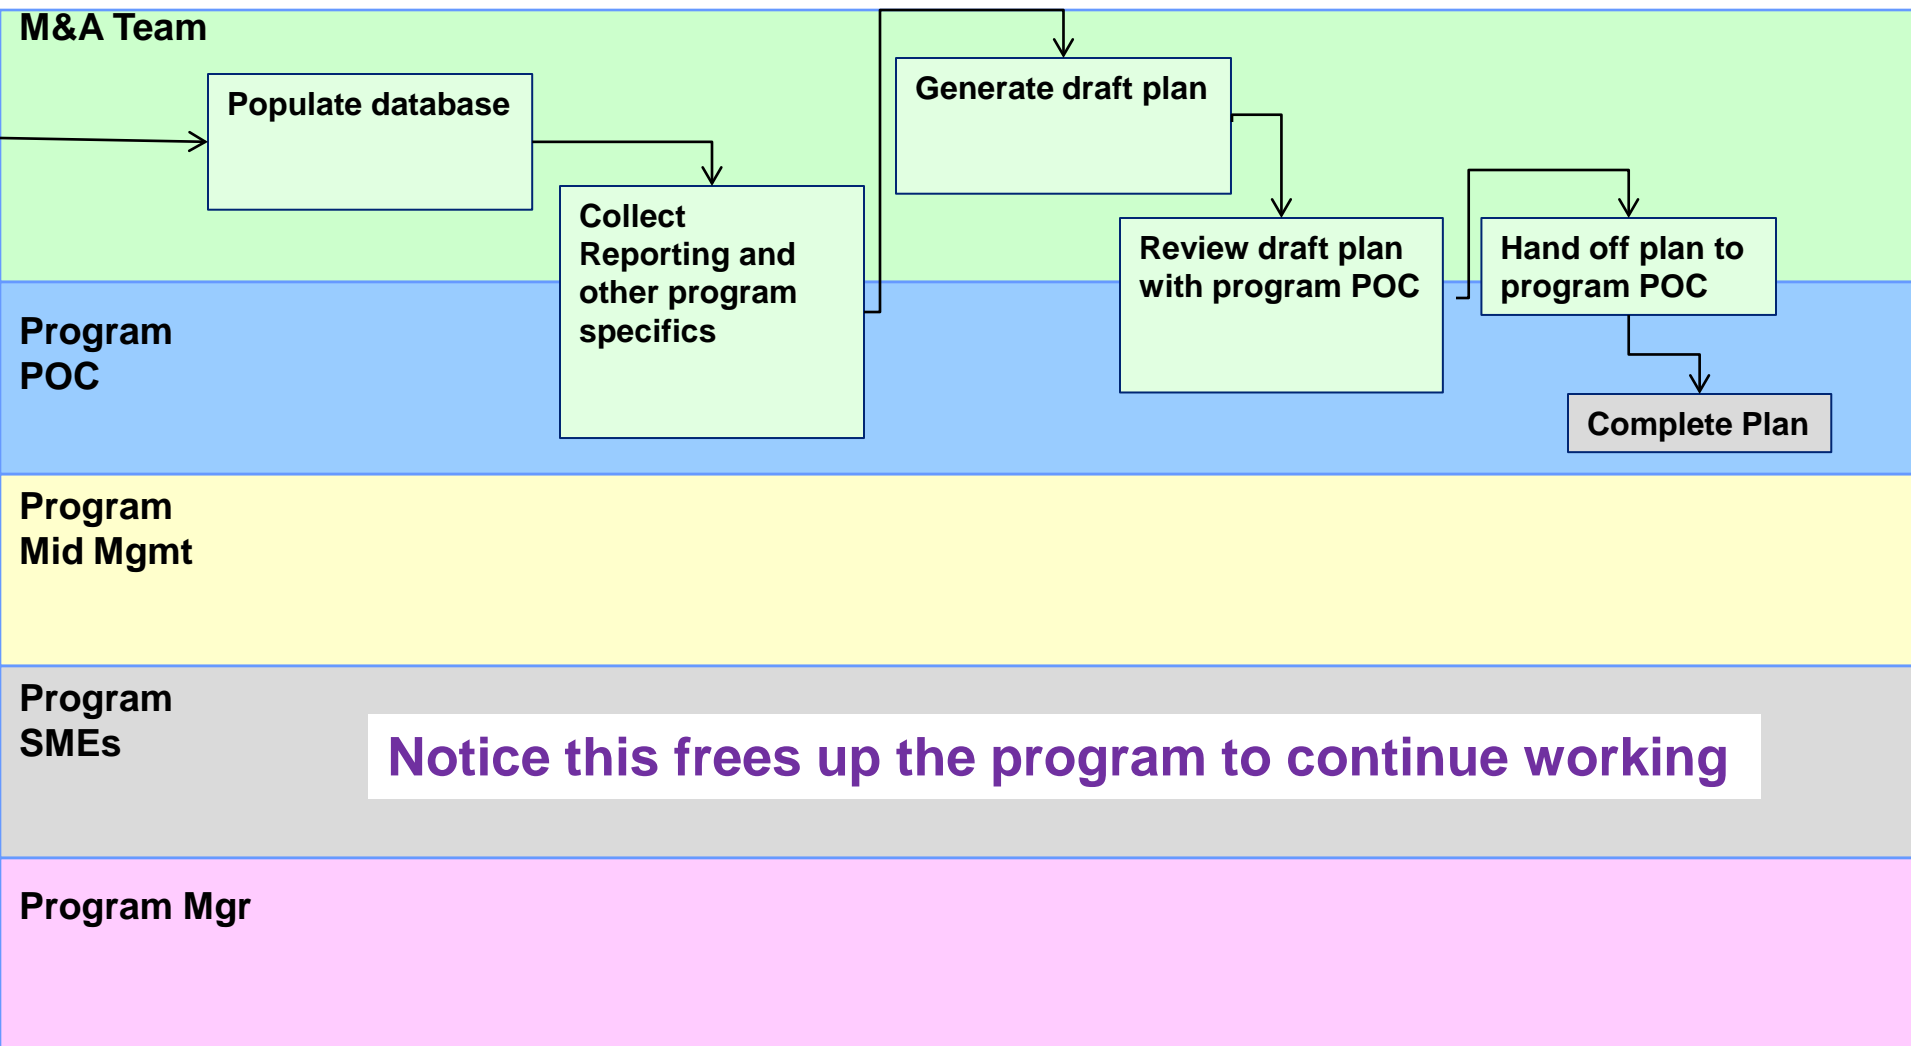 M&A Team
Populate database
Generate draft plan
Collect
Reporting and
other program
specifics
Review draft plan
with program POC
Hand off plan to
program POC
Program
POC
Complete Plan
Program
Mid Mgmt
Program
SMEs
Notice this frees up the program to continue working
Program Mgr